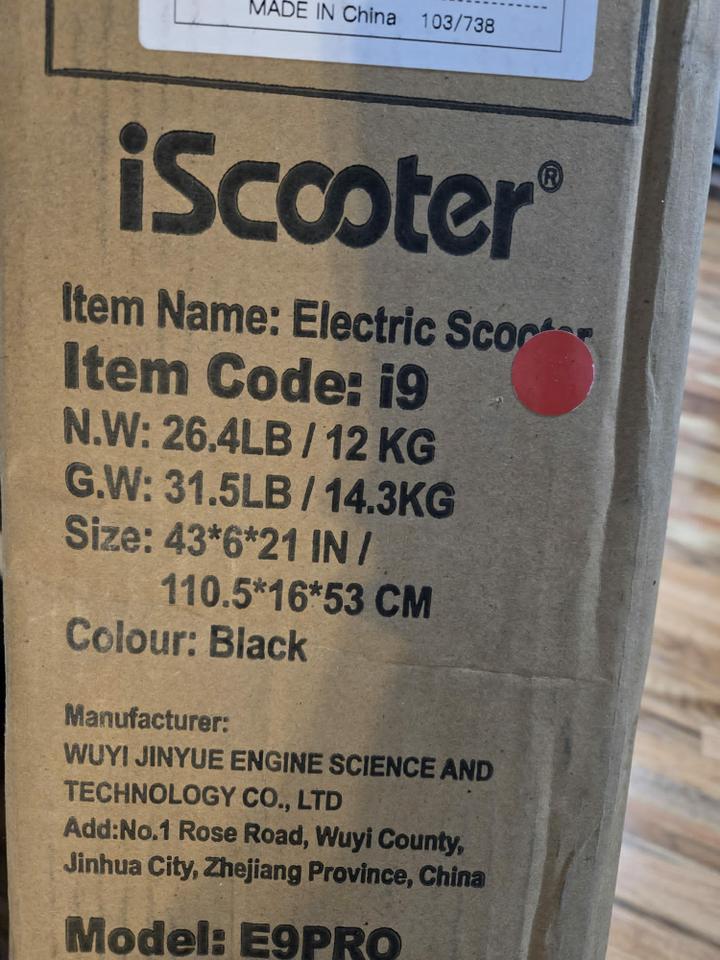 MADE IN China 103/738
iScooter®
Item Name: Electric Scooter
Item Code: i9
N.W: 26.4LB / 12 KG
G.W: 31.5LB / 14.3KG
Size: 43*6*21 IN /
110.5*16*53 CM
Colour: Black
Manufacturer:
WUYI JINYUE ENGINE SCIENCE AND
TECHNOLOGY CO., LTD
Add:No.1 Rose Road, Wuyi County,
Jinhua City, Zhejiang Province, China
Model: E9PRO